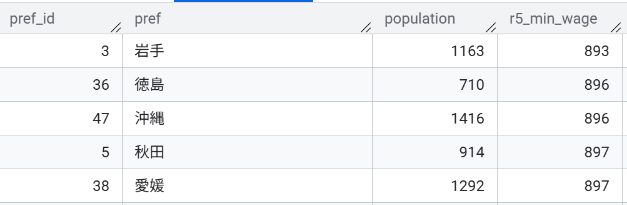 pref_id pref population r5_min_wage
3 岩手 1163 893
36 徳島 710 896
47 沖縄 1416 896
5 秋田 914 897
38 愛媛 1292 897